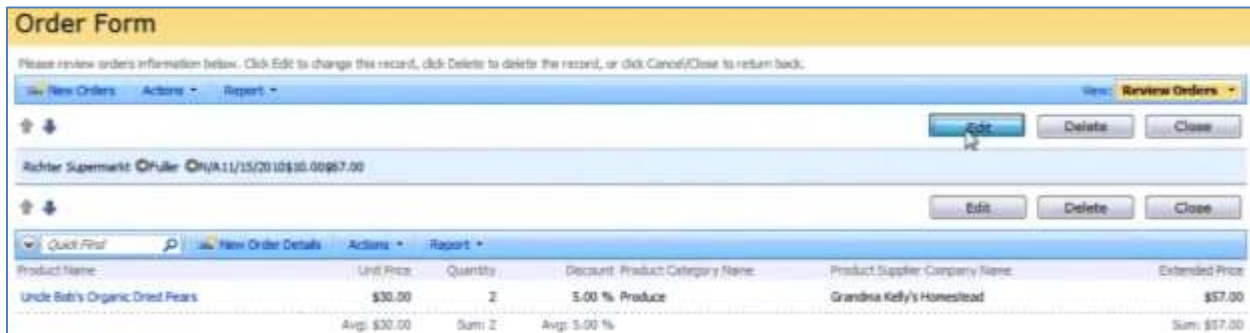 Order Form
Please review orders information below. Click Edit to change this record, click Delete to delete the record, or click Cancel/Close to return back.
New Orders Actions Report View: Review Orders
Edit Delete Close
Richter Supermarkt Fuller N/A11/15/2010$10.00$67.00
Edit Delete Close
Quick Find New Order Details Actions Report
Product Name Unit Price Quantity Discount Product Category Name Product Supplier Company Name Extended Price
Uncle Bob's Organic Dried Pears $30.00 2 5.00 % Produce Grandma Kelly's Homestead $57.00
Avg: $30.00 Sum: 2 Avg: 5.00 % Sum: $57.00